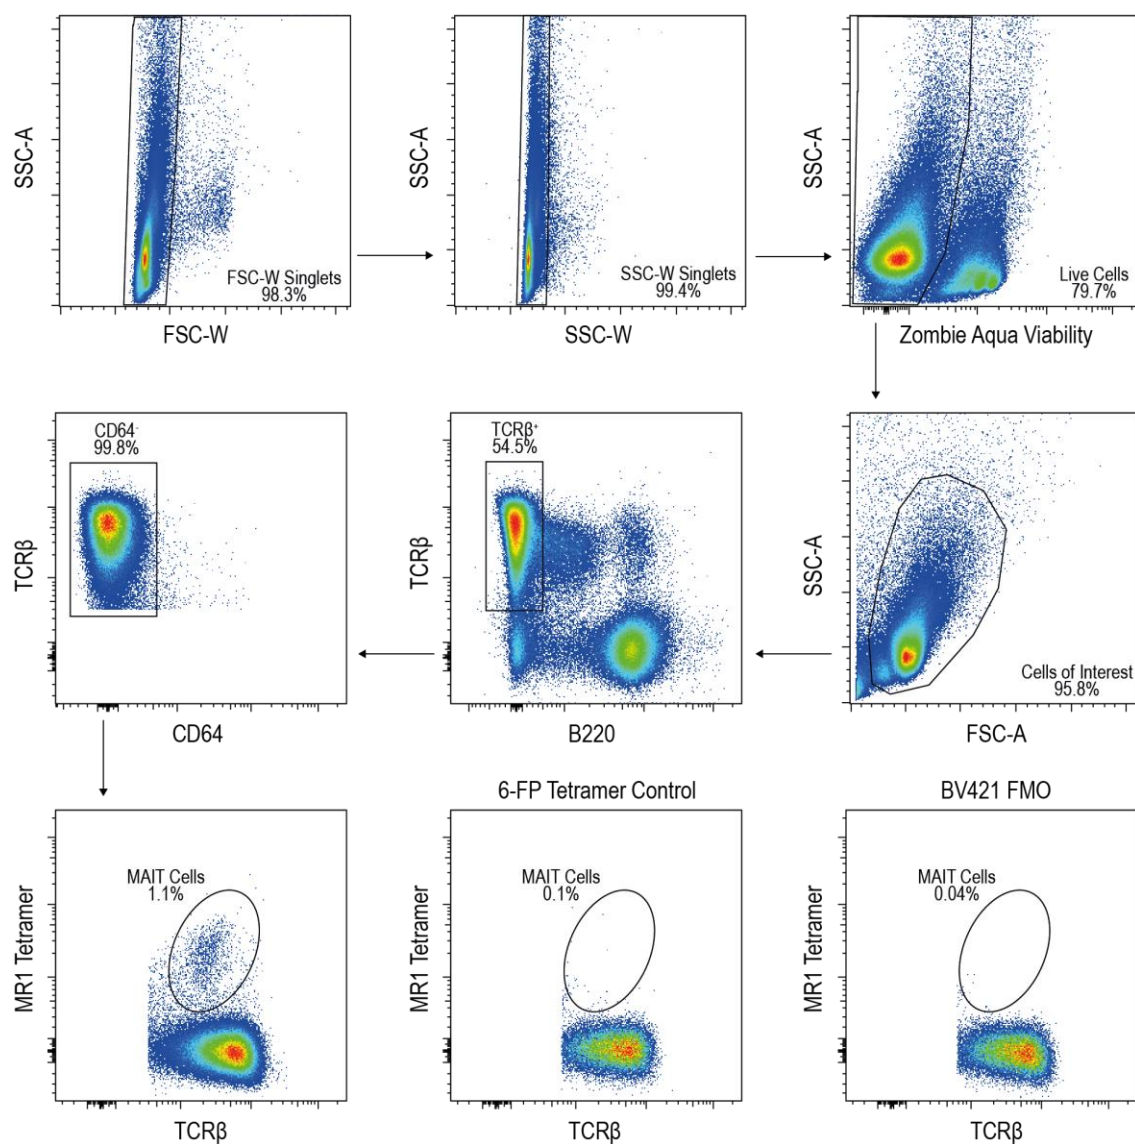 SSC-A
FSC-W Singlets
98.3%
FSC-W
SSC-A
SSC-W Singlets
99.4%
SSC-W
SSC-A
Live Cells
79.7%
Zombie Aqua Viability
TCRβ
CD64⁻
99.8%
CD64
TCRβ
TCRβ⁺
54.5%
B220
SSC-A
Cells of Interest
95.8%
FSC-A
MR1 Tetramer
MAIT Cells
1.1%
TCRβ
6-FP Tetramer Control
MR1 Tetramer
MAIT Cells
0.1%
TCRβ
BV421 FMO
MR1 Tetramer
MAIT Cells
0.04%
TCRβ